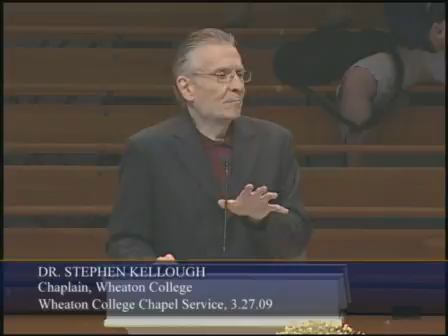 DR. STEPHEN KELLOUGH
Chaplain, Wheaton College
Wheaton College Chapel Service, 3.27.09